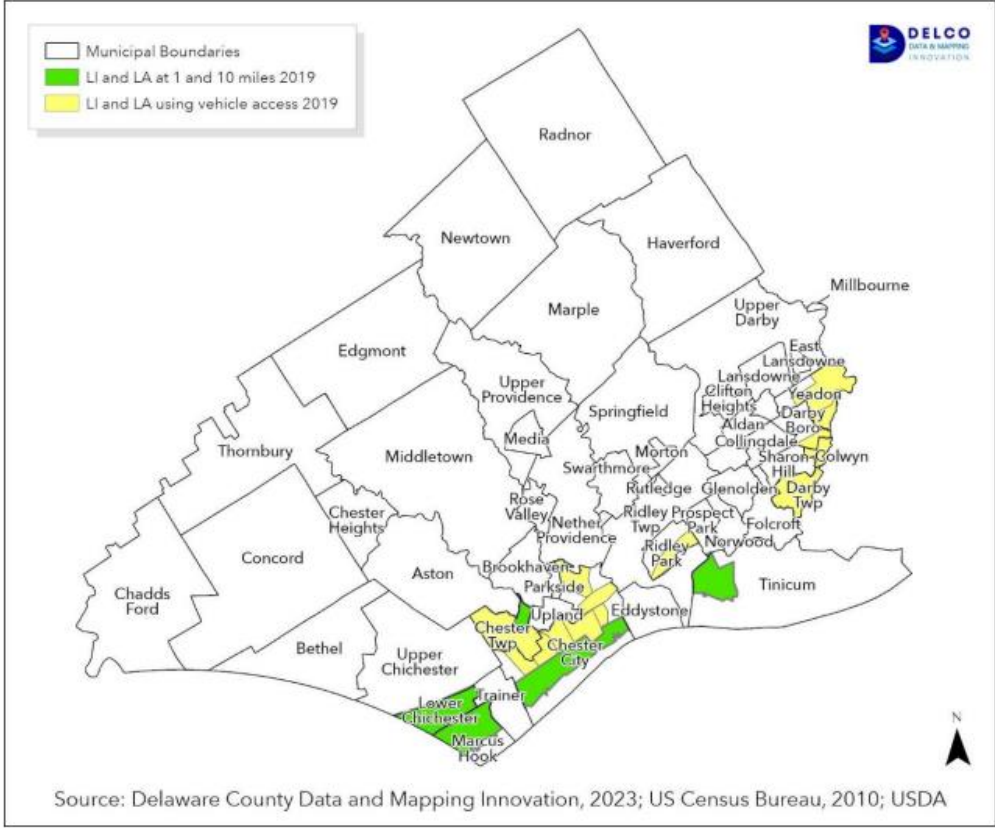 Municipal Boundaries
LI and LA at 1 and 10 miles 2019
LI and LA using vehicle access 2019
DELCO
DATA & MAPPING
INNOVATION
Radnor
Newtown
Haverford
Marple
Millbourne
Upper
Darby
Edgmont
East
Lansdowne
Lansdowne
Upper
Providence
Clifton
Heights
Yeadon
Springfield
Darby
Boro
Aldan
Media
Collingdale
Thornbury
Middletown
Morton
Sharon
Hill
Colwyn
Swarthmore
Rutledge
Glenolden
Darby
Twp
Rose
Valley
Chester
Heights
Nether
Providence
Ridley
Twp
Prospect
Park
Folcroft
Norwood
Ridley
Park
Concord
Brookhaven
Aston
Parkside
Tinicum
Chadds
Ford
Upland
Eddystone
Chester
Twp
Bethel
Upper
Chichester
Chester
City
Trainer
Lower
Chichester
Marcus
Hook
N
Source: Delaware County Data and Mapping Innovation, 2023; US Census Bureau, 2010; USDA